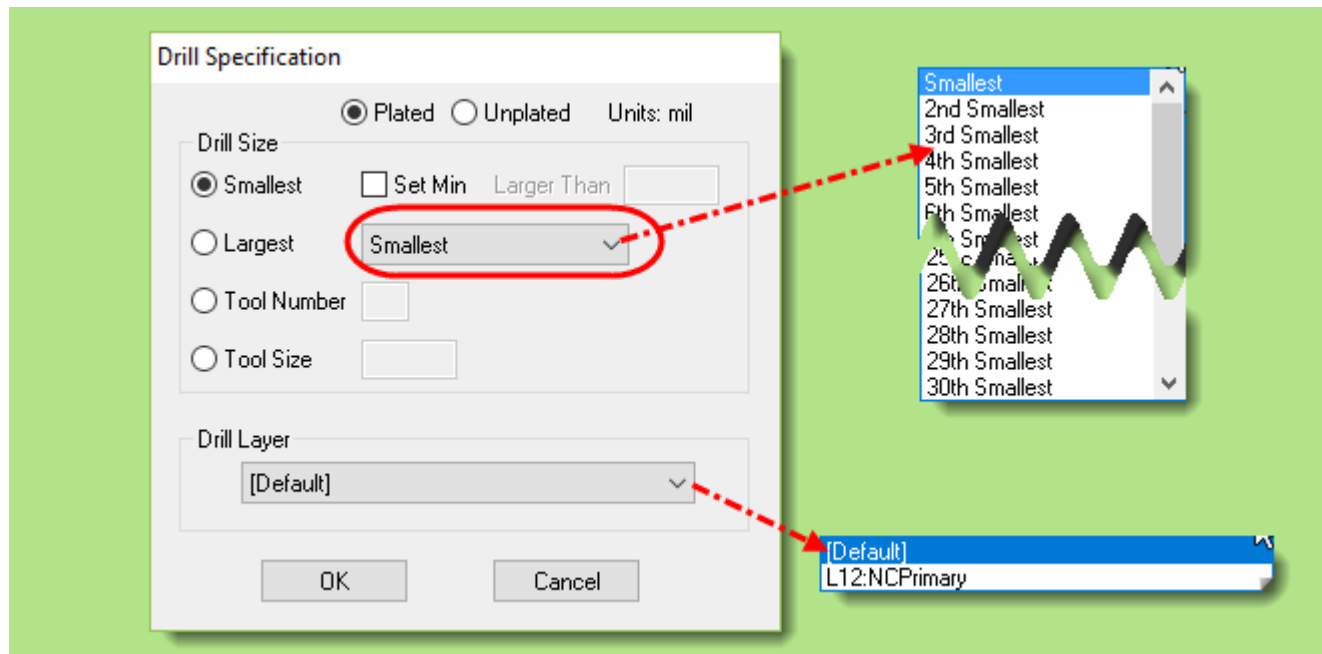 Drill Specification
Plated Unplated Units: mil
Drill Size
Smallest Set Min Larger Than
Largest Smallest
Tool Number
Tool Size
Drill Layer
[Default]
OK Cancel
Smallest
2nd Smallest
3rd Smallest
4th Smallest
5th Smallest
6th Smallest
27th Smallest
28th Smallest
29th Smallest
30th Smallest
[Default]
L12:NCPrimary